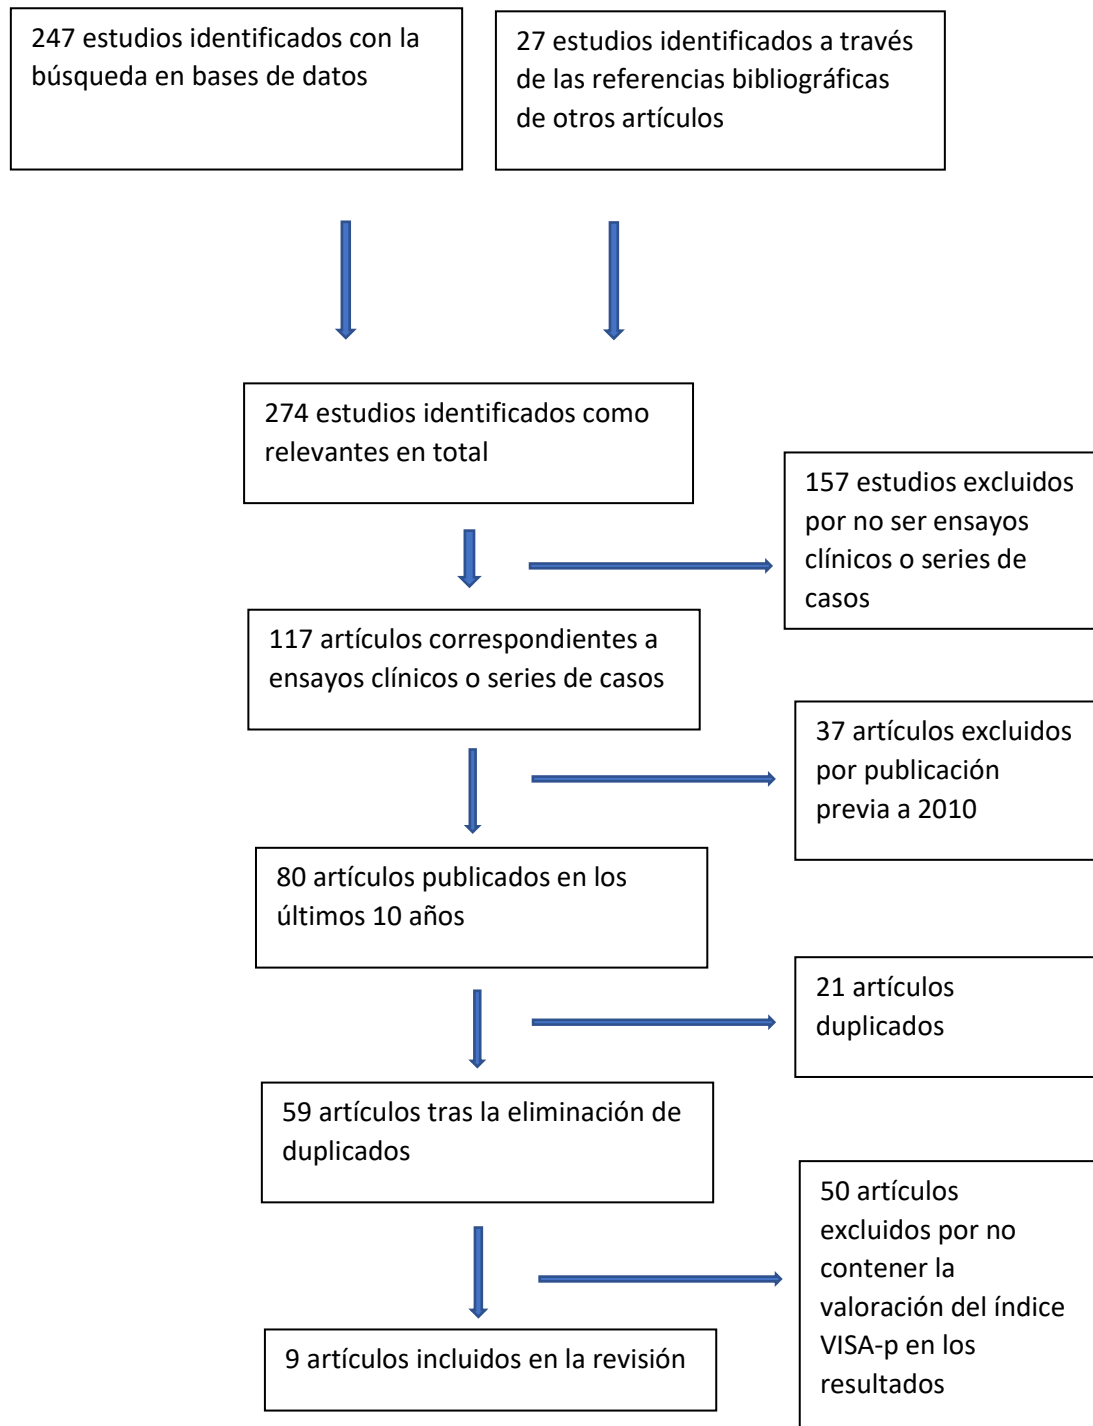 247 estudios identificados con la
búsqueda en bases de datos
27 estudios identificados a través
de las referencias bibliográficas
de otros artículos
274 estudios identificados como
relevantes en total
157 estudios excluidos
por no ser ensayos
clínicos o series de
casos
117 artículos correspondientes a
ensayos clínicos o series de casos
37 artículos excluidos
por publicación
previa a 2010
80 artículos publicados en los
últimos 10 años
21 artículos
duplicados
59 artículos tras la eliminación de
duplicados
50 artículos
excluidos por no
contener la
valoración del índice
VISA-p en los
resultados
9 artículos incluidos en la revisión